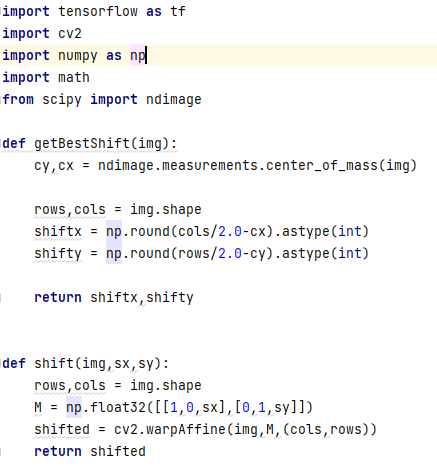 import tensorflow as tf
import cv2
import numpy as np
import math
from scipy import ndimage
def getBestShift(img):
cy,cx = ndimage.measurements.center_of_mass(img)
rows,cols = img.shape
shiftx = np.round(cols/2.0-cx).astype(int)
shifty = np.round(rows/2.0-cy).astype(int)
return shiftx,shifty
def shift(img,sx,sy):
rows,cols = img.shape
M = np.float32([[1,0,sx],[0,1,sy]])
shifted = cv2.warpAffine(img,M,(cols,rows))
return shifted